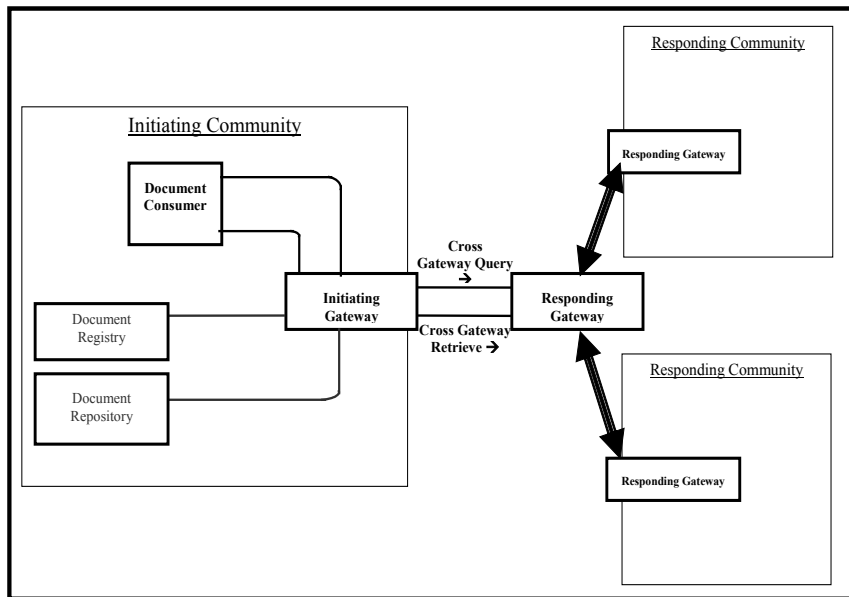 Responding Community
Responding Gateway
Initiating Community
Document
Consumer
Cross
Gateway Query
→
Initiating
Gateway
Responding
Gateway
Cross Gateway
Retrieve →
Document
Registry
Document
Repository
Responding Community
Responding Gateway